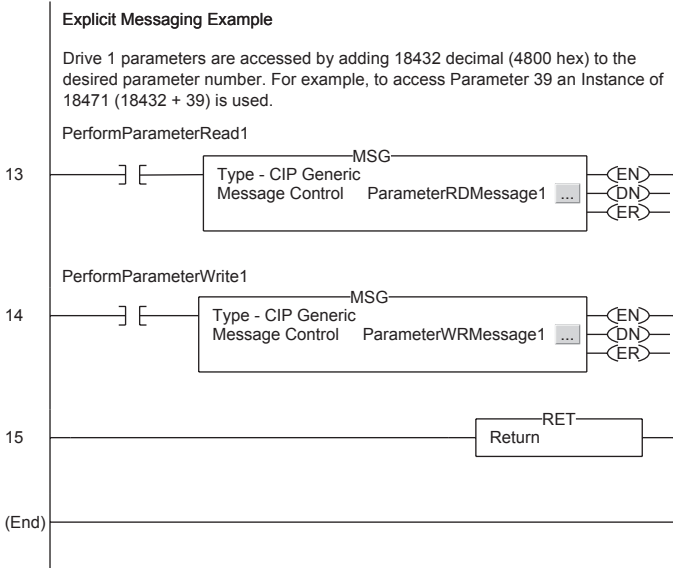 Explicit Messaging Example
Drive 1 parameters are accessed by adding 18432 decimal (4800 hex) to the
desired parameter number. For example, to access Parameter 39 an Instance of
18471 (18432 + 39) is used.
PerformParameterRead1
MSG
13
Type - CIP Generic
EN
Message Control ParameterRDMessage1 ...
DN
ER
PerformParameterWrite1
MSG
14
Type - CIP Generic
EN
Message Control ParameterWRMessage1 ...
DN
ER
RET
15
Return
(End)